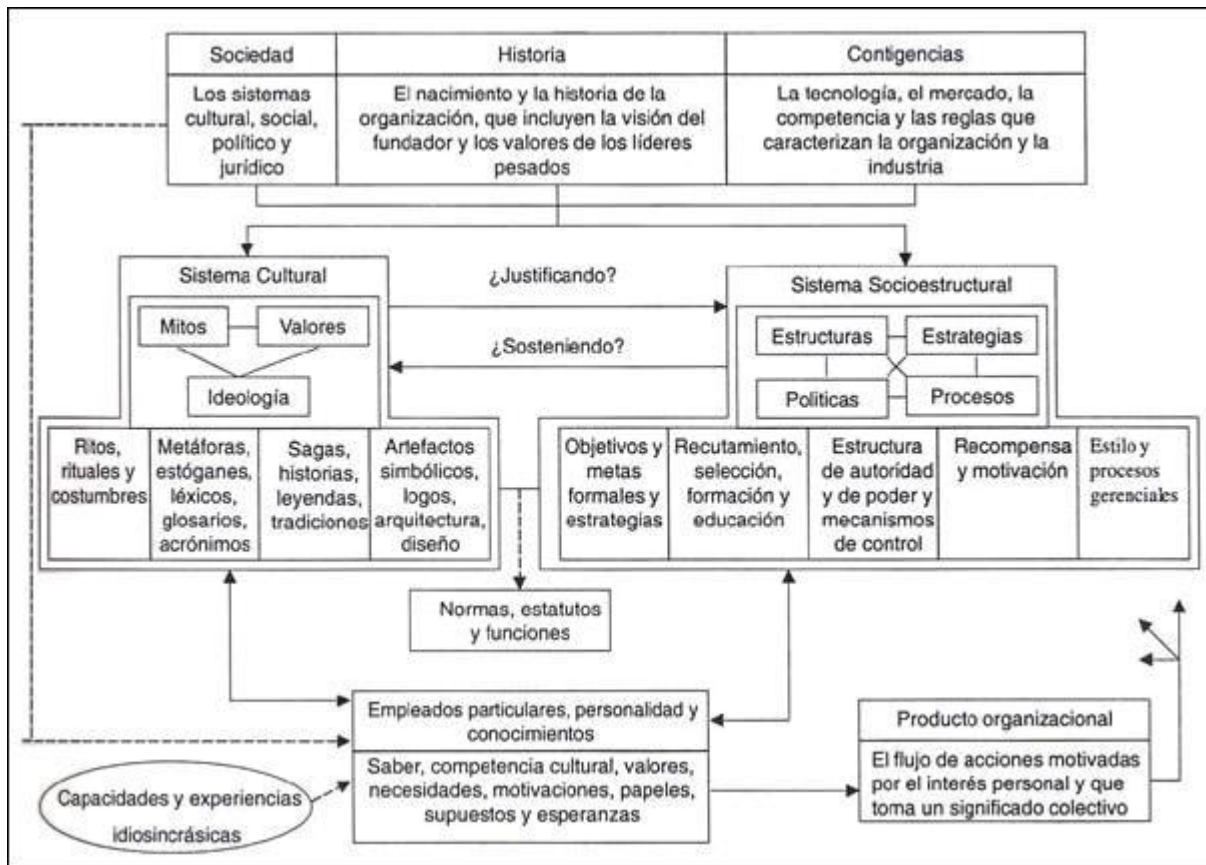 Sociedad
Historia
Contigencias
Los sistemas
cultural, social,
político y
jurídico
El nacimiento y la historia de la
organización, que incluyen la visión del
fundador y los valores de los líderes
pesados
La tecnología, el mercado, la
competencia y las reglas que
caracterizan la organización y la
industria
Sistema Cultural
Mitos
Valores
Ideología
¿Justificando?
¿Sosteniendo?
Sistema Socioestructural
Estructuras
Estrategias
Politicas
Procesos
Ritos,
rituales y
costumbres
Metáforas,
estóganes,
léxicos,
glosarios,
acrónimos
Sagas,
historias,
leyendas,
tradiciones
Artefactos
simbólicos,
logos,
arquitectura,
diseño
Objetivos y
metas
formales y
estrategias
Recutamiento,
selección,
formación y
educación
Estructura
de autoridad
y de poder y
mecanismos
de control
Recompensa
y motivación
Estilo y
procesos
gerenciales
Normas, estatutos
y funciones
Empleados particulares, personalidad y
conocimientos
Saber, competencia cultural, valores,
necesidades, motivaciones, papeles,
supuestos y esperanzas
Capacidades y experiencias
idiosincrásicas
Producto organizacional
El flujo de acciones motivadas
por el interés personal y que
toma un significado colectivo